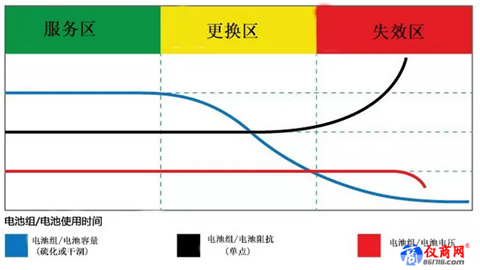 服务区 更换区 失效区
电池组/电池使用时间
电池组/电池容量
(硫化或干涸)
电池组/电池阻抗
(单点)
电池组/电池电压
仪商网
861718.com